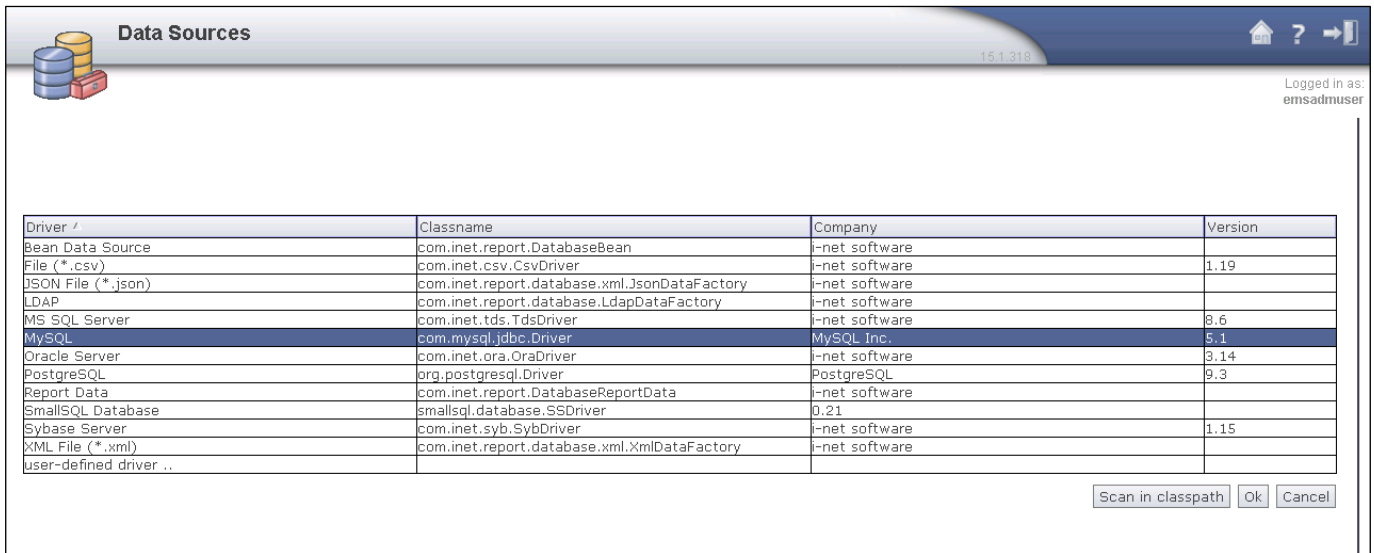 Data Sources
15.1.318
Logged in as:
emsadmuser
Driver Classname Company Version
Bean Data Source com.inet.report.DatabaseBean i-net software
File (*.csv) com.inet.csv.CsvDriver i-net software 1.19
JSON File (*.json) com.inet.report.database.xml.JsonDataFactory i-net software
LDAP com.inet.report.database.LdapDataFactory i-net software
MS SQL Server com.inet.tds.TdsDriver i-net software 8.6
MySQL com.mysql.jdbc.Driver MySQL Inc. 5.1
Oracle Server com.inet.ora.OraDriver i-net software 3.14
PostgreSQL org.postgresql.Driver PostgreSQL 9.3
Report Data com.inet.report.DatabaseReportData i-net software
SmallSQL Database smallsql.database.SSDriver 0.21
Sybase Server com.inet.syb.SybDriver i-net software 1.15
XML File (*.xml) com.inet.report.database.xml.XmlDataFactory i-net software
user-defined driver ..
Scan in classpath Ok Cancel